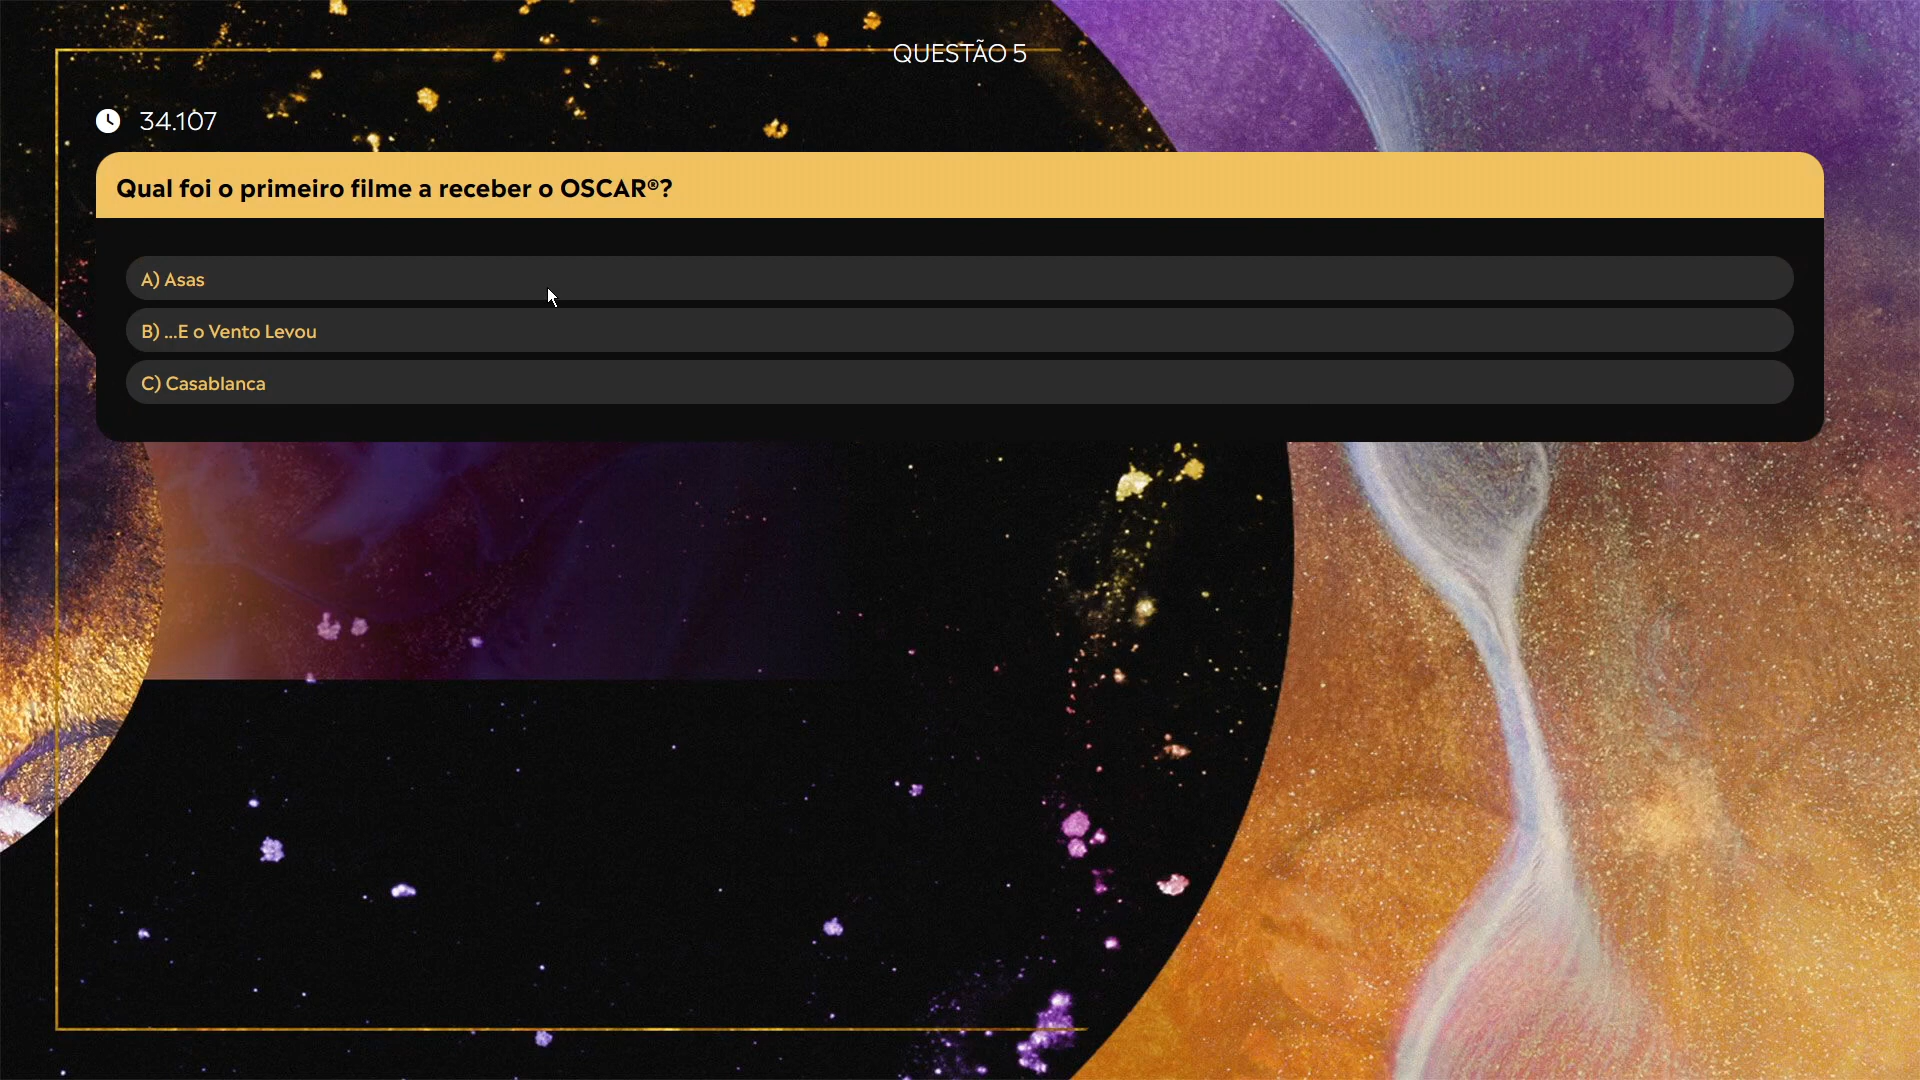 QUESTÃO 5
34.107
Qual foi o primeiro filme a receber o OSCAR®?
A) Asas
B) ...E o Vento Levou
C) Casablanca